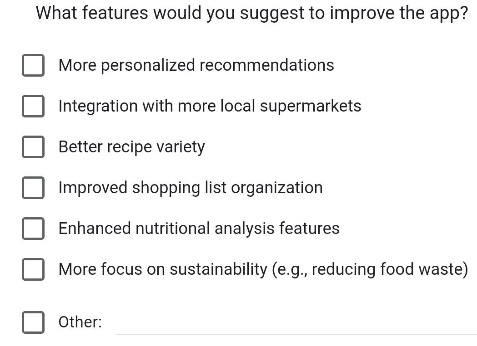 What features would you suggest to improve the app?
More personalized recommendations
Integration with more local supermarkets
Better recipe variety
Improved shopping list organization
Enhanced nutritional analysis features
More focus on sustainability (e.g., reducing food waste)
Other: